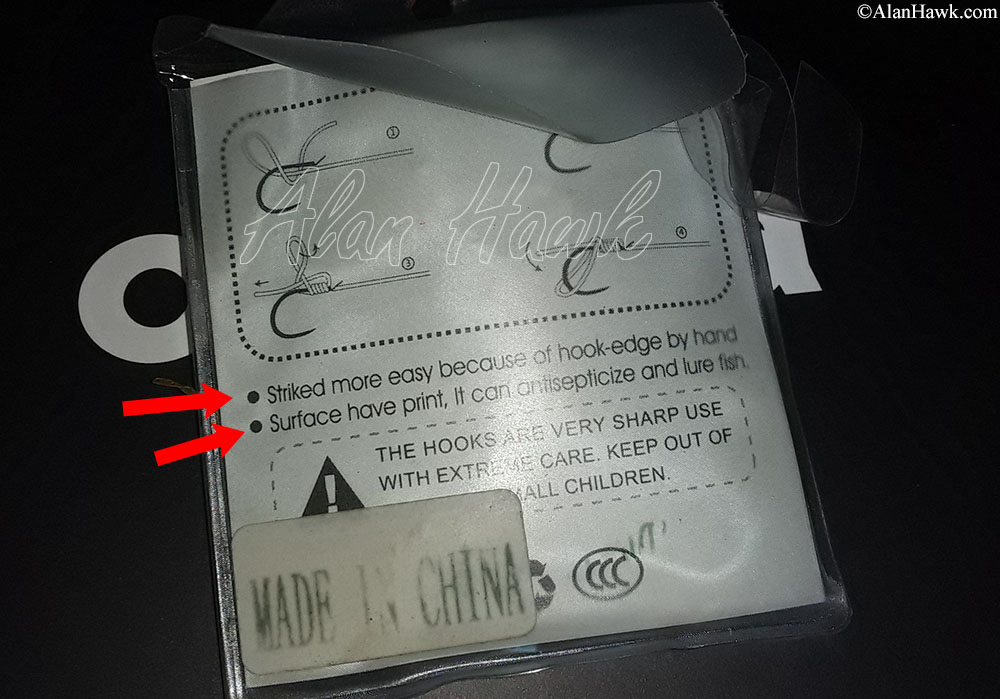 ©AlanHawk.com
①
Alan Hawk
③
④
Striked more easy because of hook-edge by hand
Surface have print, It can antisepticize and lure fish.
THE HOOKS ARE VERY SHARP USE
WITH EXTREME CARE. KEEP OUT OF
CHILDREN.
!
MADE IN CHINA
CCC